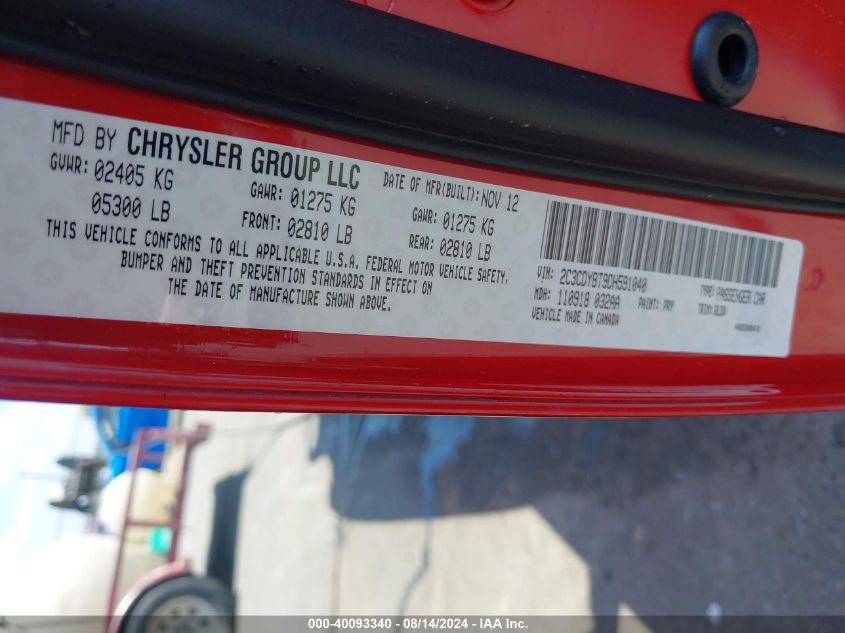 MFD BY CHRYSLER GROUP LLC DATE OF MFR(BUILT): NOV 12
GVWR: 02405 KG GAWR: 01275 KG GAWR: 01275 KG
05300 LB FRONT: 02810 LB REAR: 02810 LB
THIS VEHICLE CONFORMS TO ALL APPLICABLE U.S.A. FEDERAL MOTOR VEHICLE SAFETY,
BUMPER AND THEFT PREVENTION STANDARDS IN EFFECT ON
THE DATE OF MANUFACTURE SHOWN ABOVE.
VIN: 2C3CDYBT9DH591040 TYPE: PASSENGER CAR
MDH: 110918 032AA PAINT: PRY TRIM:
VEHICLE MADE IN CANADA
000-40093340 - 08/14/2024 - IAA Inc.